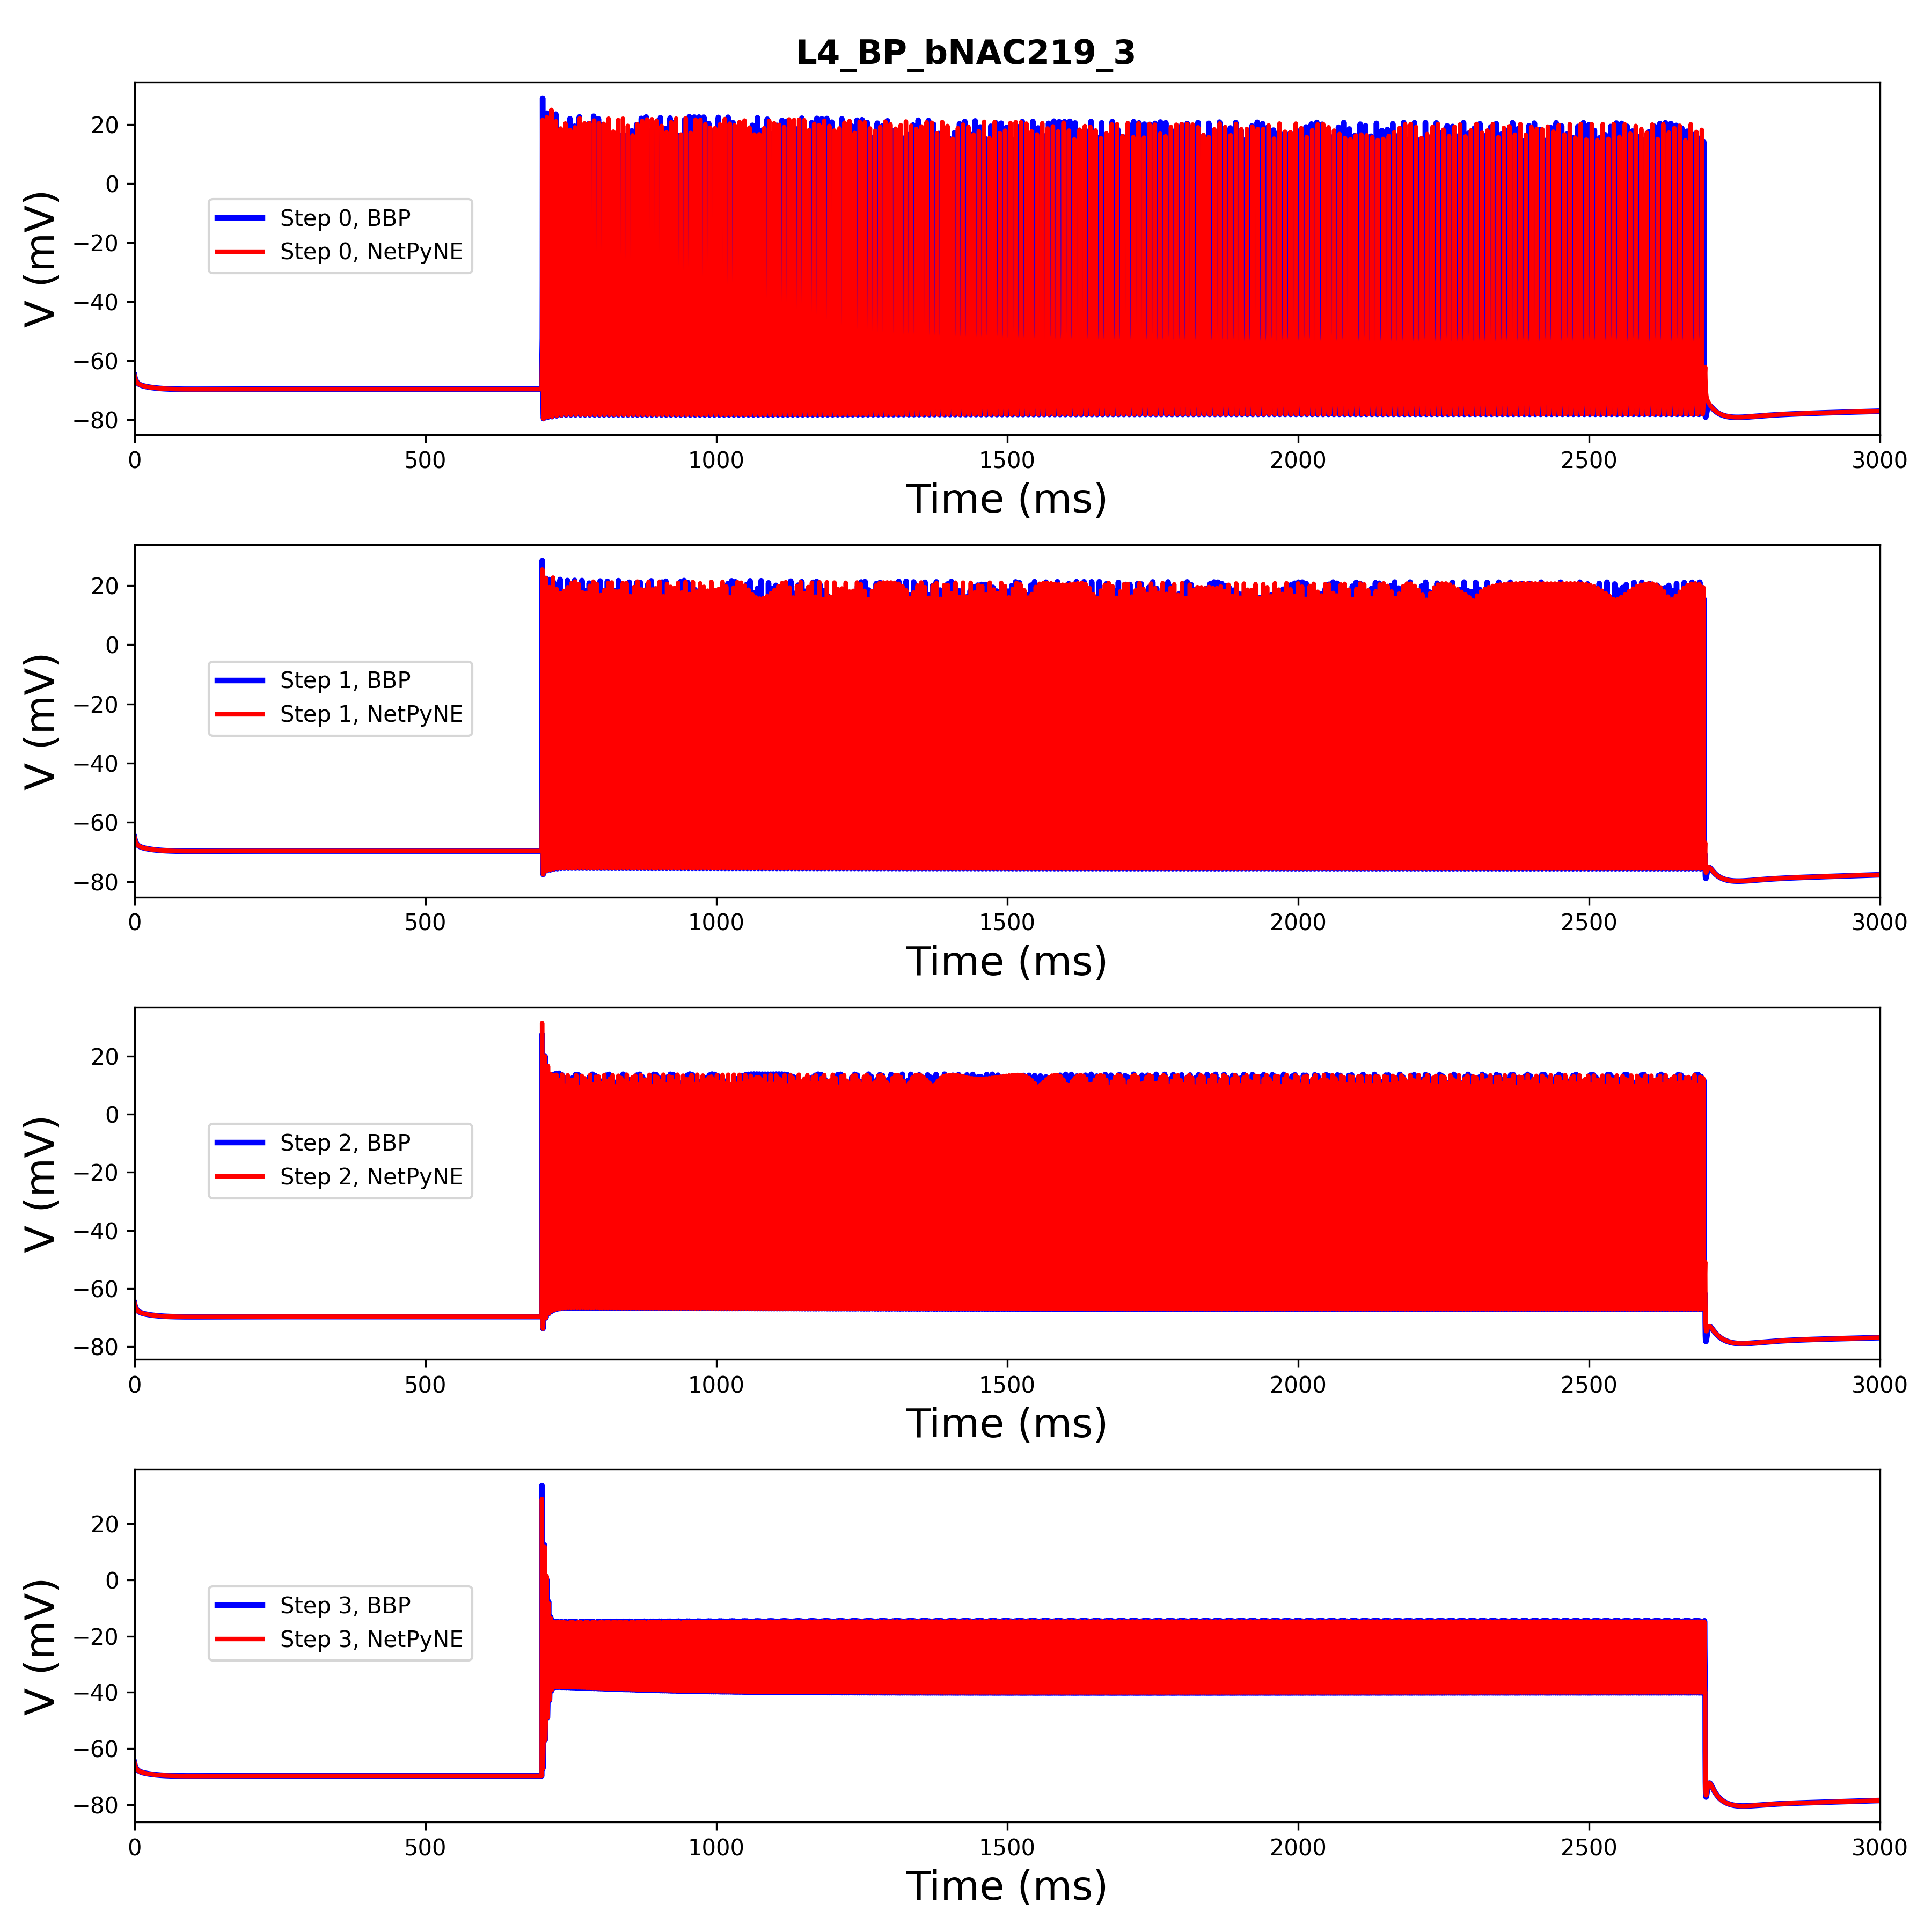 L4_BP_bNAC219_3
V (mV)
20
0
−20
−40
−60
−80
Step 0, BBP
Step 0, NetPyNE
0 500 1000 1500 2000 2500 3000
Time (ms)
V (mV)
20
0
−20
−40
−60
−80
Step 1, BBP
Step 1, NetPyNE
0 500 1000 1500 2000 2500 3000
Time (ms)
V (mV)
20
0
−20
−40
−60
−80
Step 2, BBP
Step 2, NetPyNE
0 500 1000 1500 2000 2500 3000
Time (ms)
V (mV)
20
0
−20
−40
−60
−80
Step 3, BBP
Step 3, NetPyNE
0 500 1000 1500 2000 2500 3000
Time (ms)